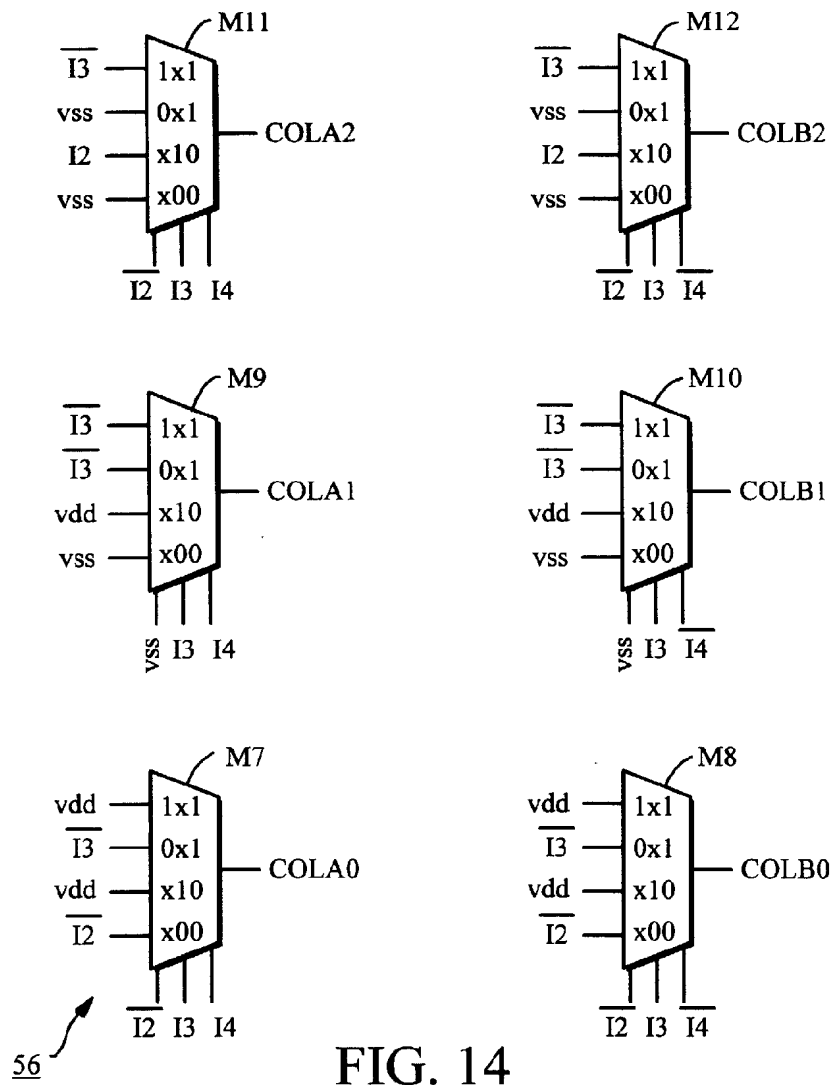 M11
I3̅ 1x1
vss 0x1
I2 x10
vss x00
COLA2
I2̅ I3 I4
M12
I3̅ 1x1
vss 0x1
I2 x10
vss x00
COLB2
I2̅ I3 I4̅
M9
I3̅ 1x1
I3̅ 0x1
vdd x10
vss x00
COLA1
vss I3 I4
M10
I3̅ 1x1
I3̅ 0x1
vdd x10
vss x00
COLB1
vss I3 I4̅
M7
vdd 1x1
I3̅ 0x1
vdd x10
I2̅ x00
COLA0
I2̅ I3 I4
M8
vdd 1x1
I3̅ 0x1
vdd x10
I2̅ x00
COLB0
I2̅ I3 I4̅
56
FIG. 14